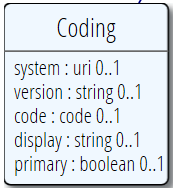 Coding
system : uri 0..1
version : string 0..1
code : code 0..1
display : string 0..1
primary : boolean 0..1